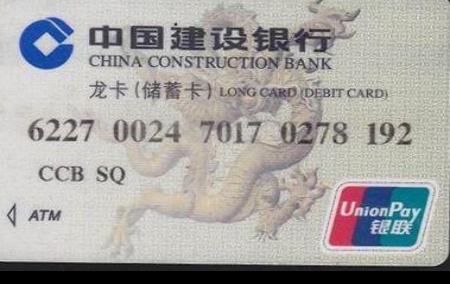 中国建设银行
CHINA CONSTRUCTION BANK
龙卡(储蓄卡) LONG CARD (DEBIT CARD)
6227 0024 7017 0278 192
CCB SQ
ATM
UnionPay
银联